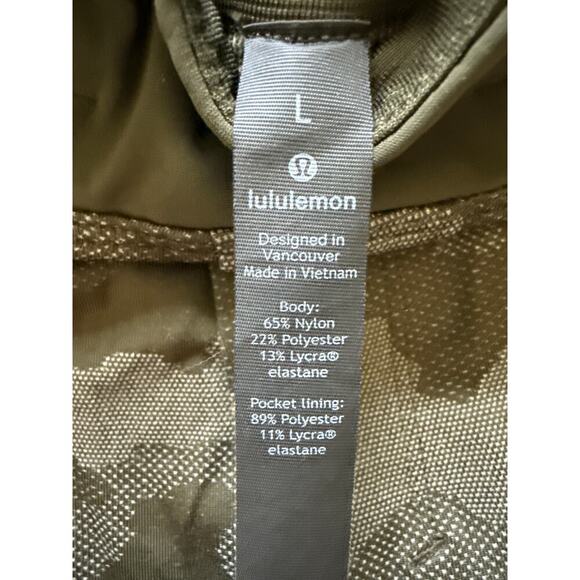 L
lululemon
Designed in
Vancouver
Made in Vietnam
Body:
65% Nylon
22% Polyester
13% Lycra®
elastane
Pocket lining:
89% Polyester
11% Lycra®
elastane